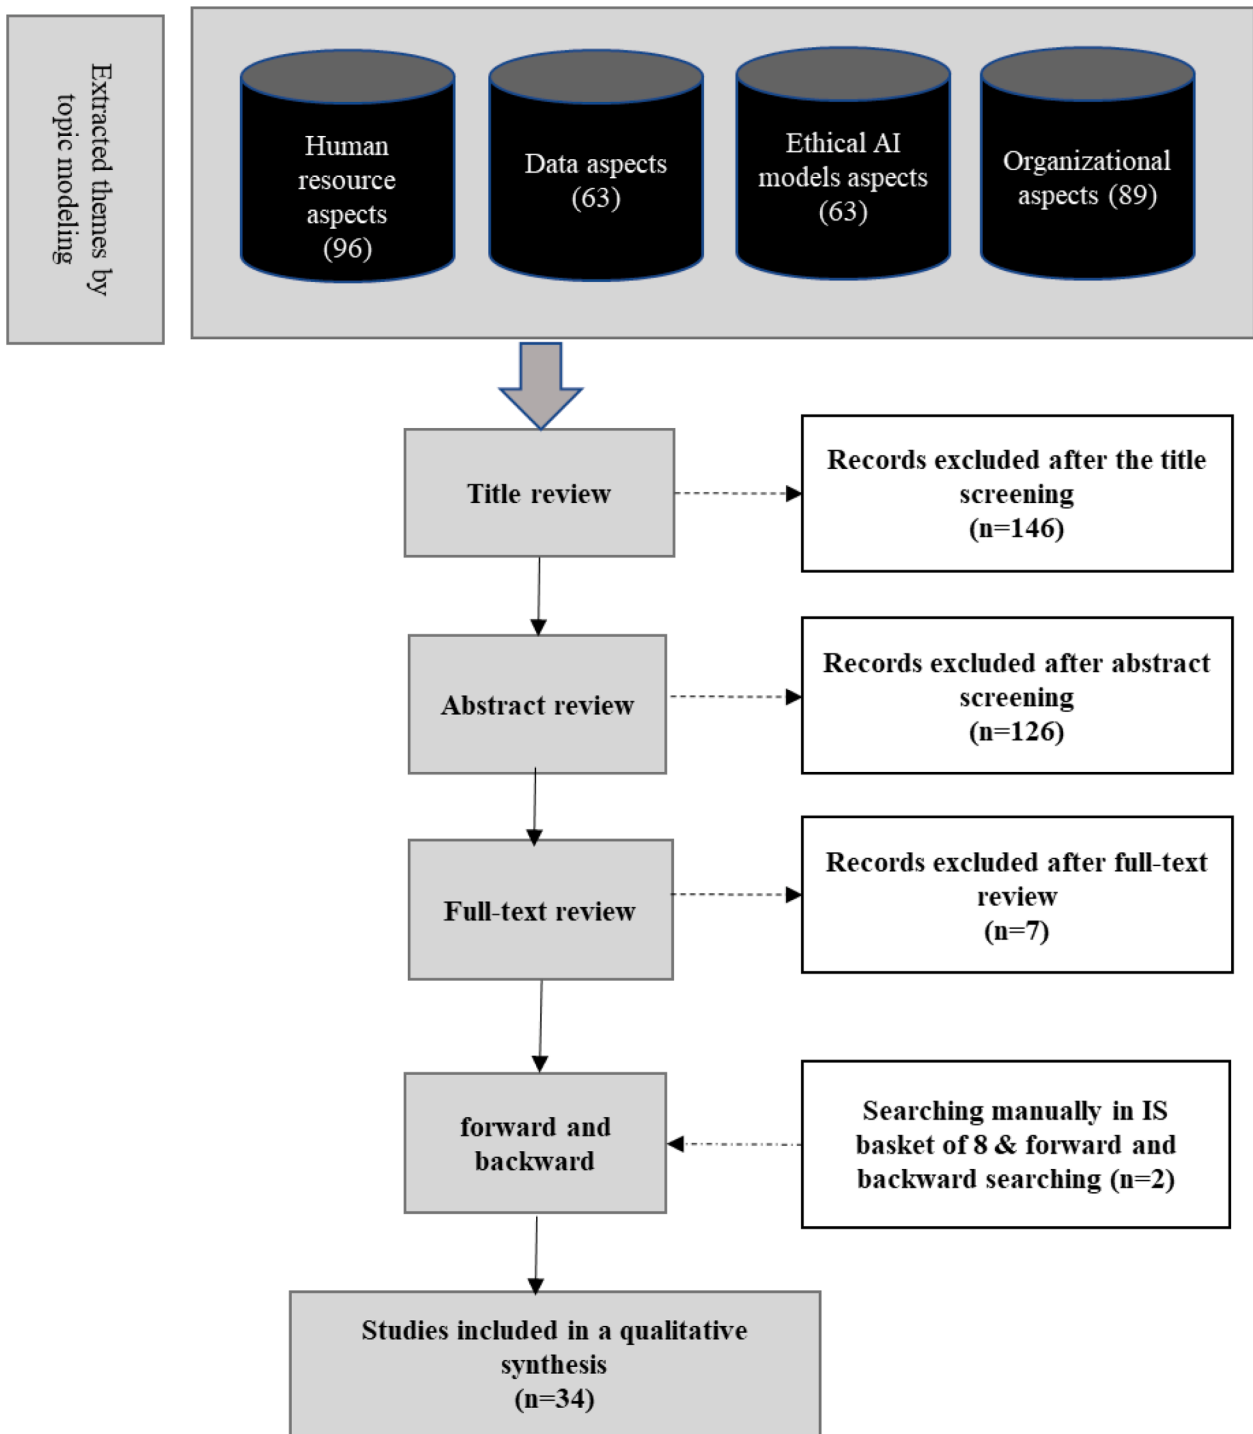 Extracted themes by
topic modeling
Human
resource
aspects
(96)
Data aspects
(63)
Ethical AI
models aspects
(63)
Organizational
aspects (89)
Title review
Records excluded after the title
screening
(n=146)
Abstract review
Records excluded after abstract
screening
(n=126)
Full-text review
Records excluded after full-text
review
(n=7)
forward and
backward
Searching manually in IS
basket of 8 & forward and
backward searching (n=2)
Studies included in a qualitative
synthesis
(n=34)